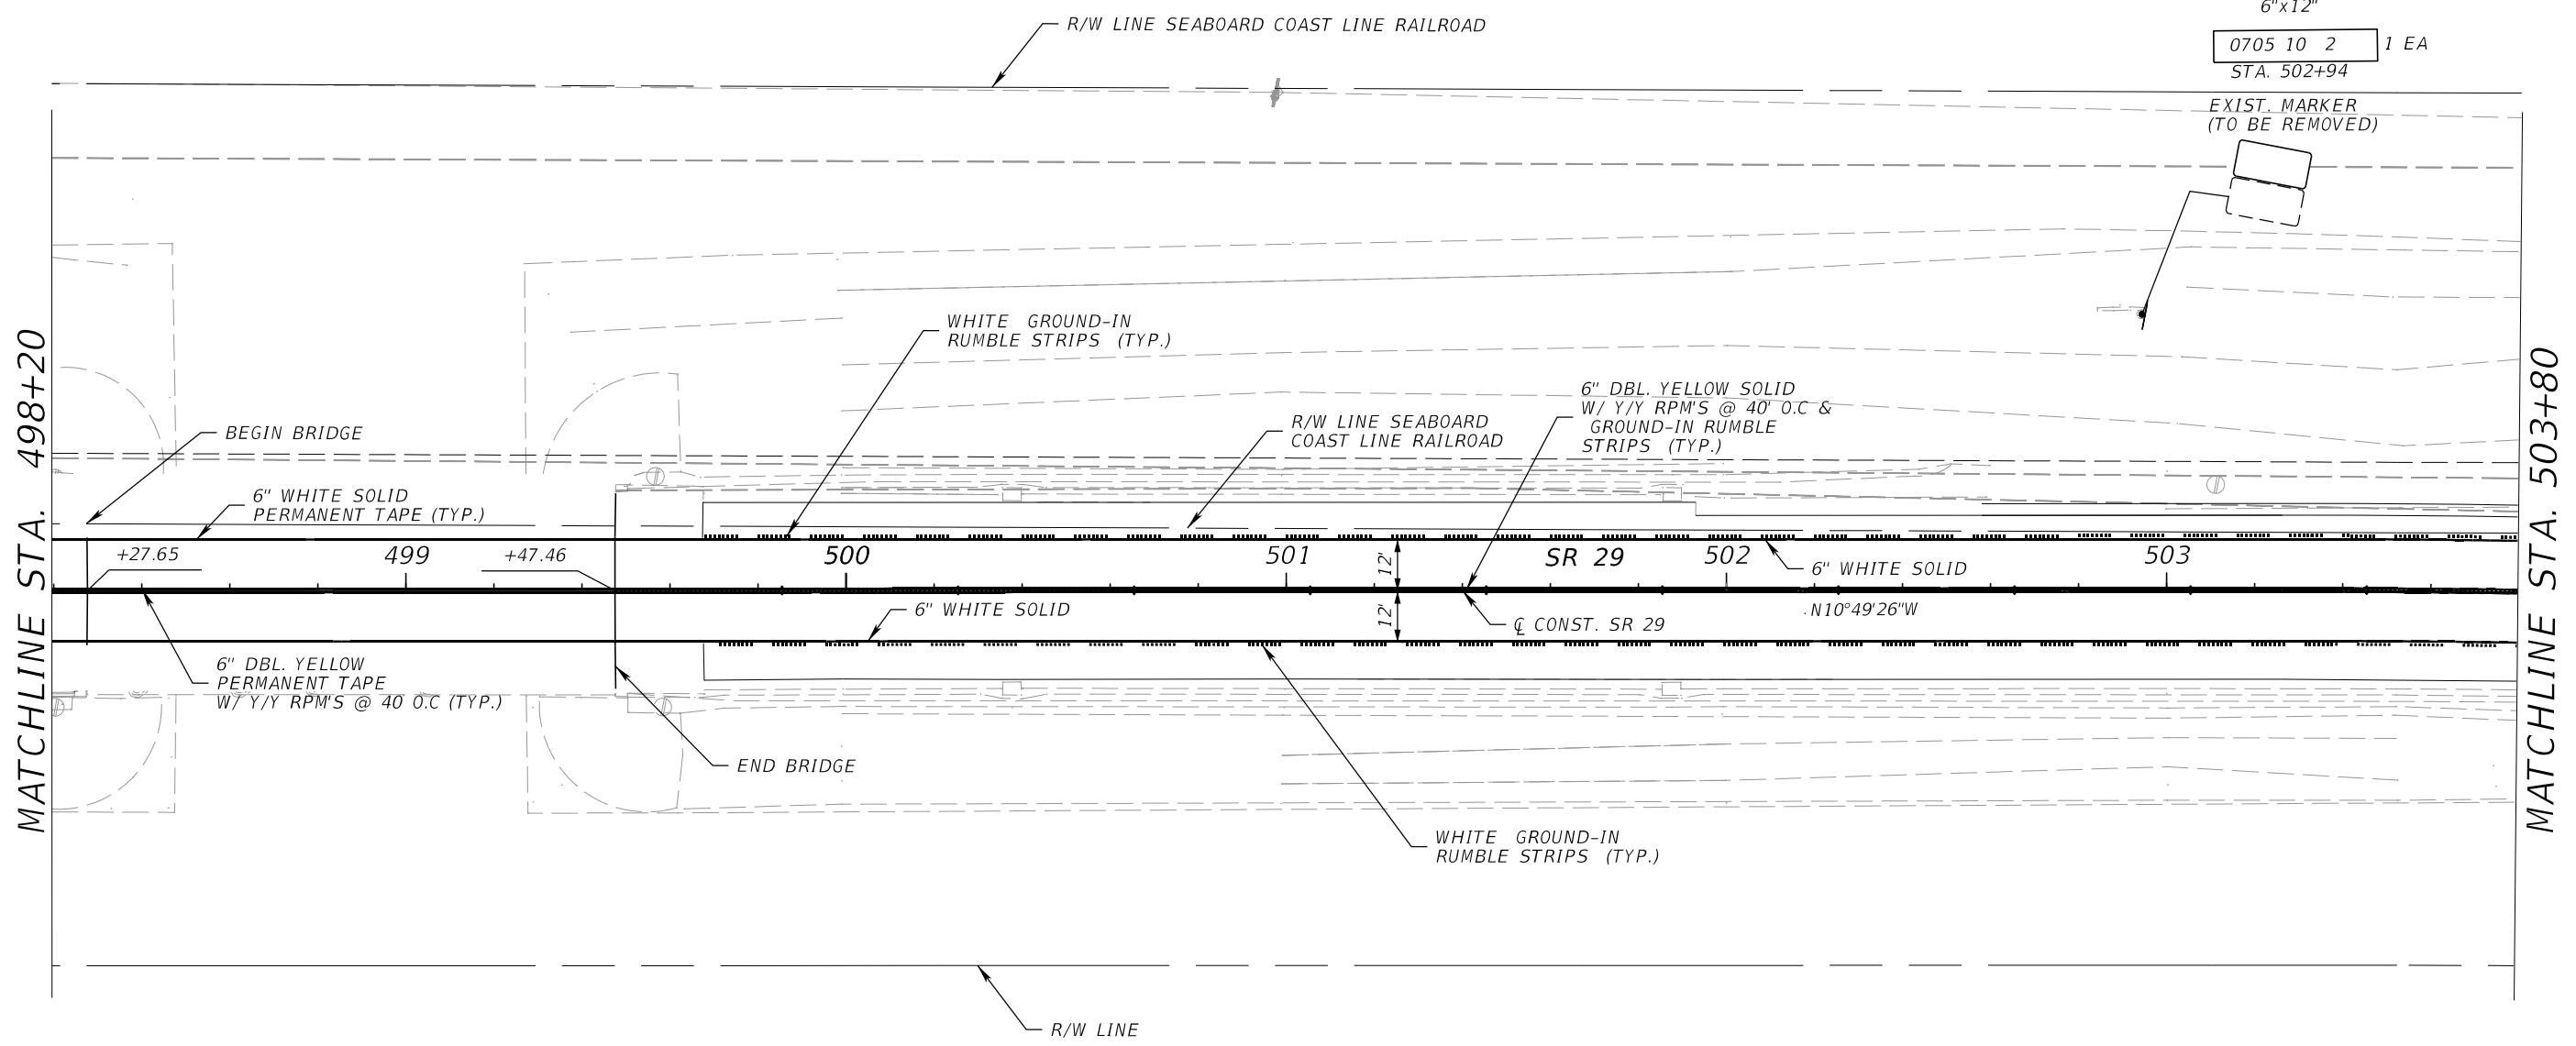 6"x12"
R/W LINE SEABOARD COAST LINE RAILROAD
0705 10 2 1 EA
STA. 502+94
EXIST. MARKER
(TO BE REMOVED)
WHITE GROUND-IN
RUMBLE STRIPS (TYP.)
6" DBL. YELLOW SOLID
W/ Y/Y RPM'S @ 40' O.C &
GROUND-IN RUMBLE
STRIPS (TYP.)
R/W LINE SEABOARD
COAST LINE RAILROAD
BEGIN BRIDGE
6" WHITE SOLID
PERMANENT TAPE (TYP.)
MATCHLINE STA. 498+20
MATCHLINE STA. 503+80
+27.65
499
+47.46
500
501
12'
SR 29
502
6" WHITE SOLID
503
6" WHITE SOLID
12'
℄ CONST. SR 29
N10°49'26"W
6" DBL. YELLOW
PERMANENT TAPE
W/ Y/Y RPM'S @ 40 O.C (TYP.)
END BRIDGE
WHITE GROUND-IN
RUMBLE STRIPS (TYP.)
R/W LINE